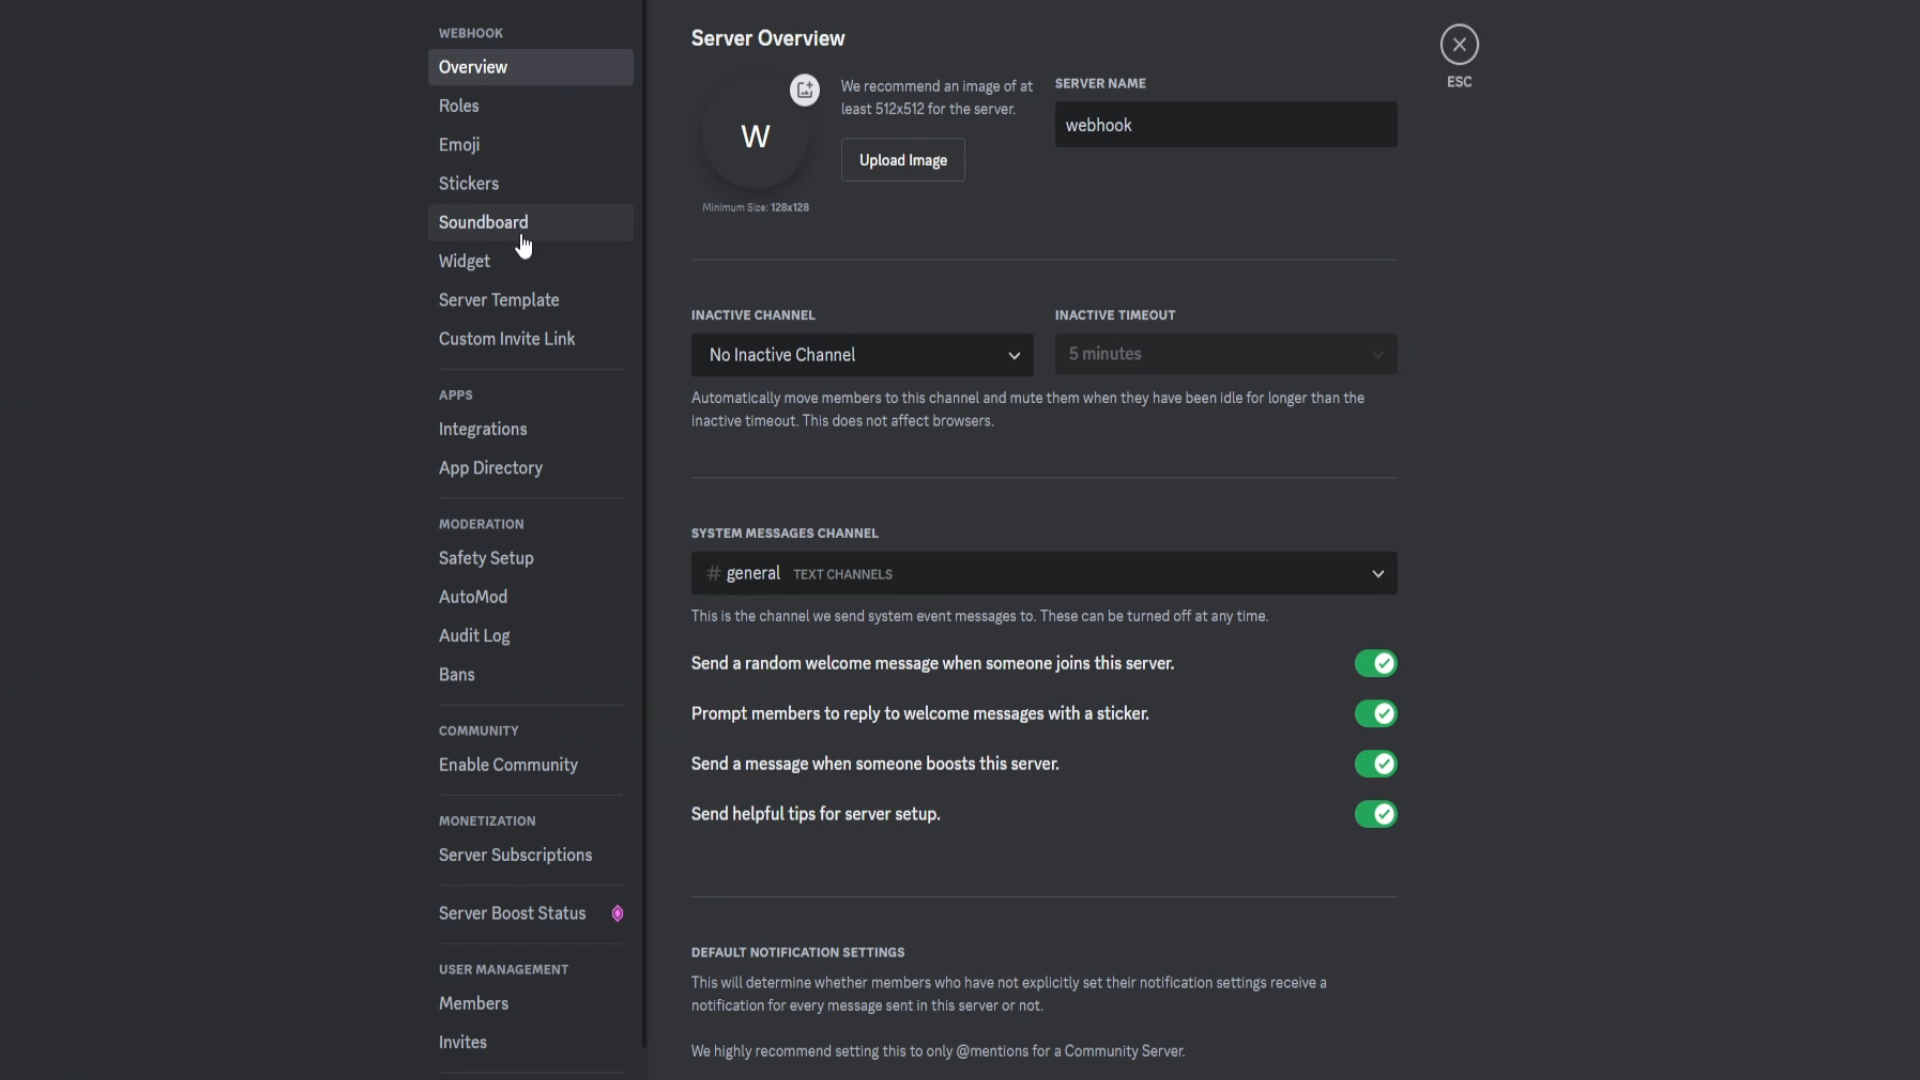 WEBHOOK
Overview
Roles
Emoji
Stickers
Soundboard
Widget
Server Template
Custom Invite Link
APPS
Integrations
App Directory
MODERATION
Safety Setup
AutoMod
Audit Log
Bans
COMMUNITY
Enable Community
MONETIZATION
Server Subscriptions
Server Boost Status
USER MANAGEMENT
Members
Invites
Server Overview
W
Minimum Size: 128x128
We recommend an image of at
least 512x512 for the server.
Upload Image
SERVER NAME
webhook
ESC
INACTIVE CHANNEL
No Inactive Channel
INACTIVE TIMEOUT
5 minutes
Automatically move members to this channel and mute them when they have been idle for longer than the
inactive timeout. This does not affect browsers.
SYSTEM MESSAGES CHANNEL
# general TEXT CHANNELS
This is the channel we send system event messages to. These can be turned off at any time.
Send a random welcome message when someone joins this server.
Prompt members to reply to welcome messages with a sticker.
Send a message when someone boosts this server.
Send helpful tips for server setup.
DEFAULT NOTIFICATION SETTINGS
This will determine whether members who have not explicitly set their notification settings receive a
notification for every message sent in this server or not.
We highly recommend setting this to only @mentions for a Community Server.